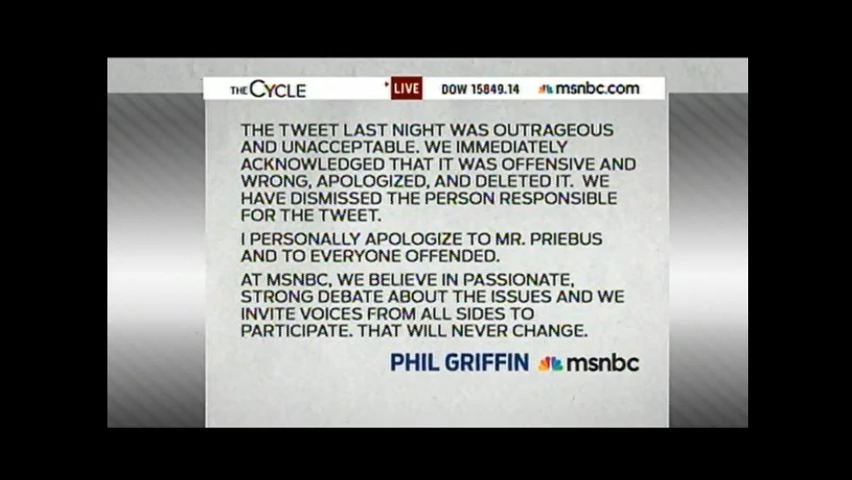 THE CYCLE LIVE DOW 15849.14 msnbc.com
THE TWEET LAST NIGHT WAS OUTRAGEOUS
AND UNACCEPTABLE. WE IMMEDIATELY
ACKNOWLEDGED THAT IT WAS OFFENSIVE AND
WRONG, APOLOGIZED, AND DELETED IT. WE
HAVE DISMISSED THE PERSON RESPONSIBLE
FOR THE TWEET.
I PERSONALLY APOLOGIZE TO MR. PRIEBUS
AND TO EVERYONE OFFENDED.
AT MSNBC, WE BELIEVE IN PASSIONATE,
STRONG DEBATE ABOUT THE ISSUES AND WE
INVITE VOICES FROM ALL SIDES TO
PARTICIPATE. THAT WILL NEVER CHANGE.
PHIL GRIFFIN msnbc